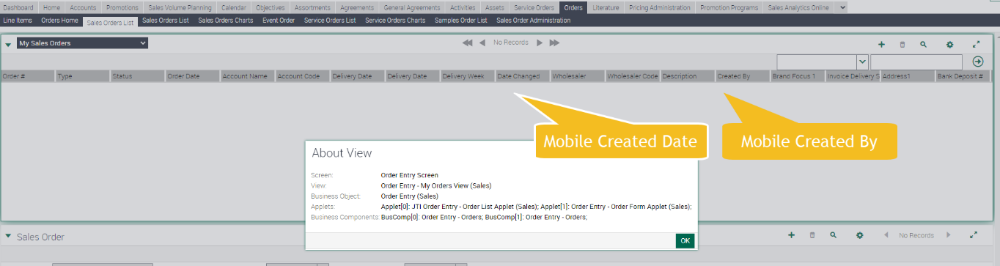 Dashboard Home Accounts Promotions Sales Volume Planning Calendar Objectives Assortments Agreements General Agreements Activities Assets Service Orders Orders Literature Pricing Administration Promotion Programs Sales Analytics Online
Line Items Orders Home Sales Orders List Sales Orders List Sales Orders Charts Event Order Service Orders List Service Orders Charts Samples Order List Sales Order Administration
My Sales Orders No Records
Order # Type Status Order Date Account Name Account Code Delivery Date Delivery Date Delivery Week Date Changed Wholesaler Wholesaler Code Description Created By Brand Focus 1 Invoice Delivery S Address1 Bank Deposit #
Mobile Created Date Mobile Created By
About View
Screen: Order Entry Screen
View: Order Entry - My Orders View (Sales)
Business Object: Order Entry (Sales)
Applets: Applet[0]: JTI Order Entry - Order List Applet (Sales); Applet[1]: Order Entry - Order Form Applet (Sales);
Business Components: BusComp[0]: Order Entry - Orders; BusComp[1]: Order Entry - Orders;
OK
Sales Order No Records